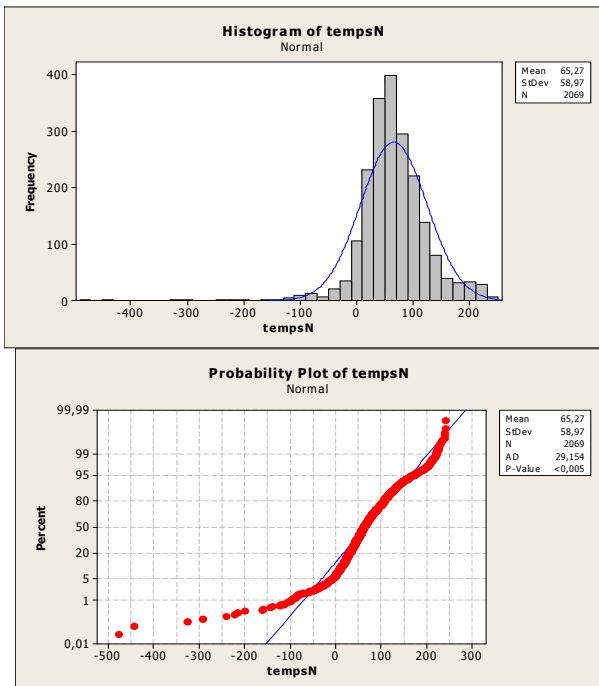 Histogram of tempsN
Normal
Mean 65,27
StDev 58,97
N 2069
Frequency
400
300
200
100
0
-400 -300 -200 -100 0 100 200
tempsN
Probability Plot of tempsN
Normal
Mean 65,27
StDev 58,97
N 2069
AD 29,154
P-Value <0,005
Percent
99,99
99
95
80
50
20
5
1
0,01
-500 -400 -300 -200 -100 0 100 200 300
tempsN